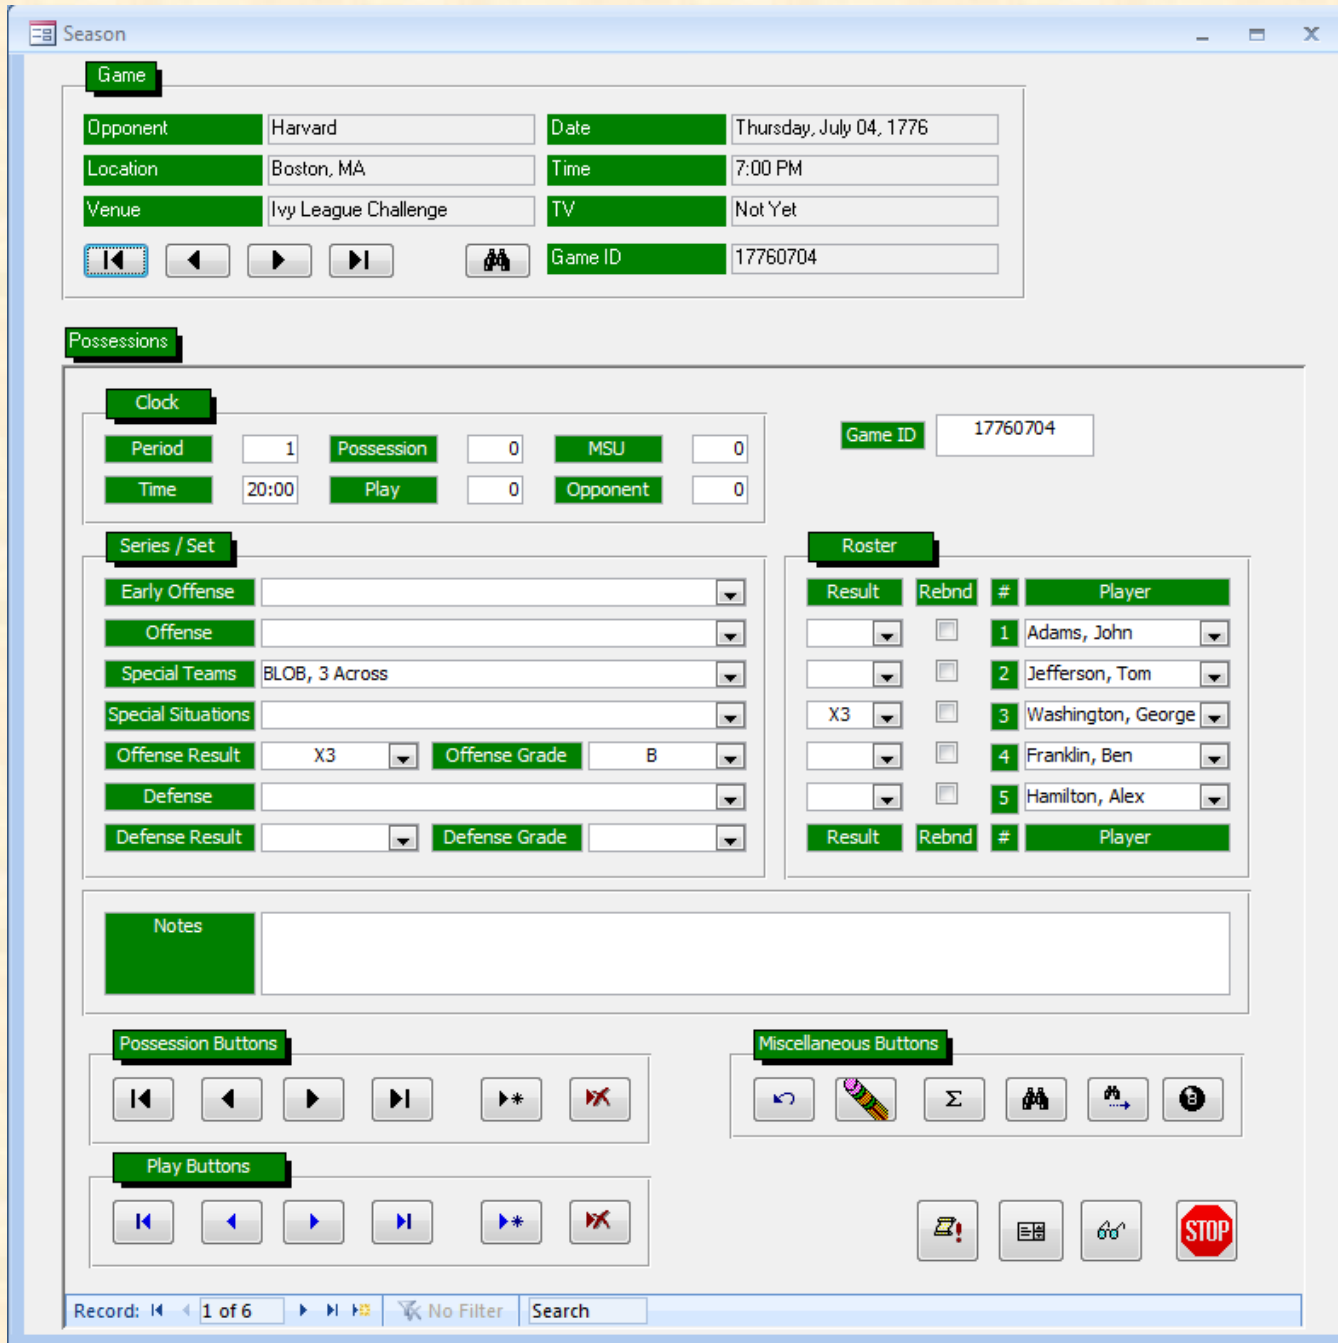 Season
Game
Opponent Harvard Date Thursday, July 04, 1776
Location Boston, MA Time 7:00 PM
Venue Ivy League Challenge TV Not Yet
Game ID 17760704
Possessions
Clock
Period 1 Possession 0 MSU 0
Game ID 17760704
Time 20:00 Play 0 Opponent 0
Series / Set
Early Offense
Offense
Special Teams BLOB, 3 Across
Special Situations
Offense Result X3 Offense Grade B
Defense
Defense Result Defense Grade
Roster
Result Rebnd # Player
1 Adams, John
2 Jefferson, Tom
X3 3 Washington, George
4 Franklin, Ben
5 Hamilton, Alex
Result Rebnd # Player
Notes
Possession Buttons
Miscellaneous Buttons
Σ
Play Buttons
STOP
Record: 1 of 6 No Filter Search